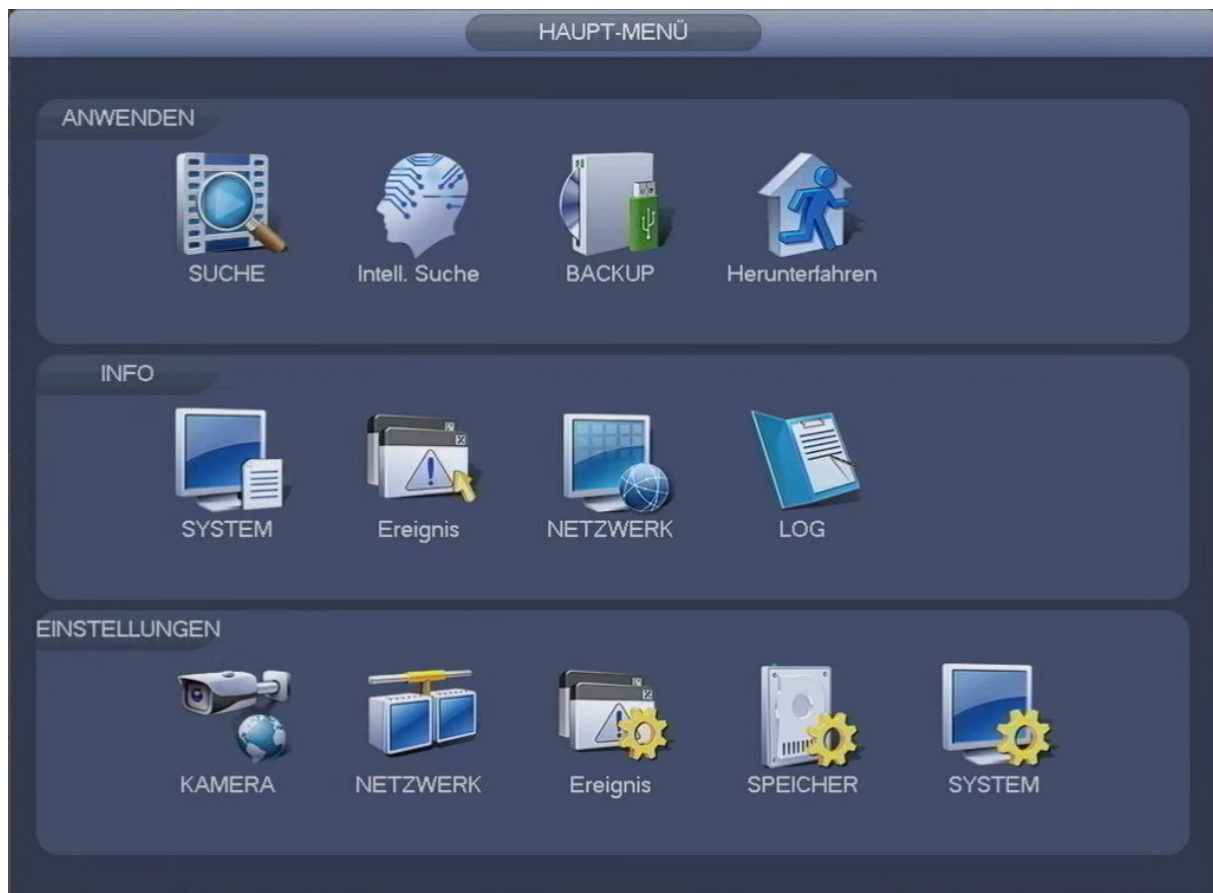 HAUPT-MENÜ
ANWENDEN
SUCHE Intell. Suche BACKUP Herunterfahren
INFO
SYSTEM Ereignis NETZWERK LOG
EINSTELLUNGEN
KAMERA NETZWERK Ereignis SPEICHER SYSTEM